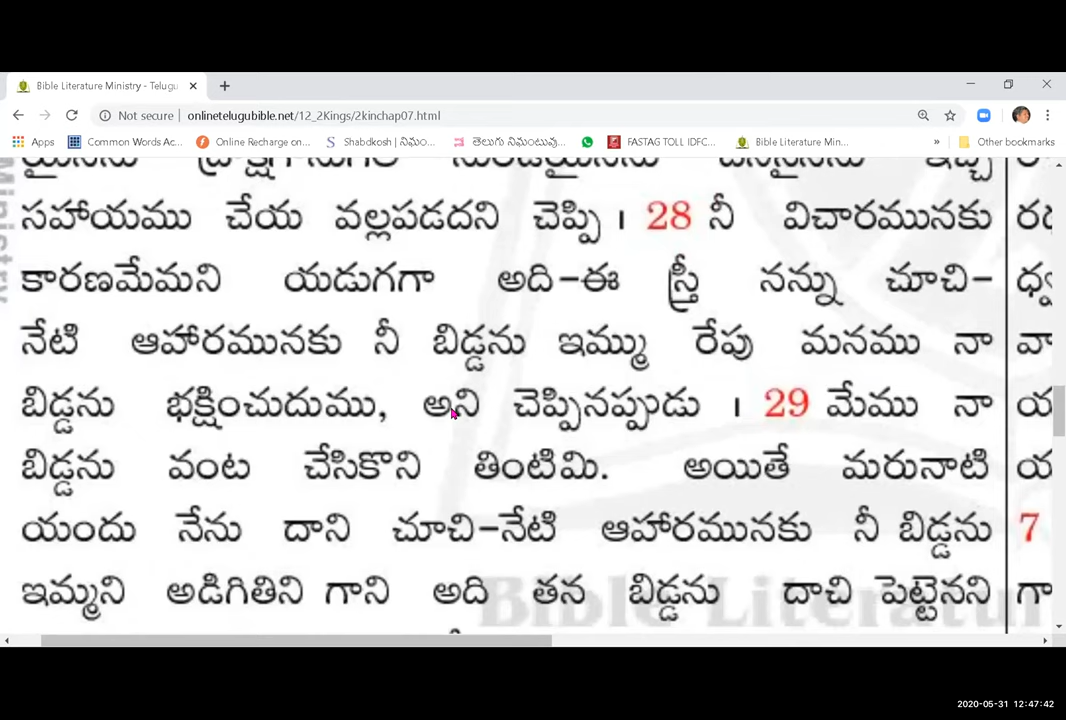 Bible Literature Ministry - Telugu
Not secure | onlinetelugubible.net/12_2Kings/2kinchap07.html
Apps Common Words Ac... Online Recharge on... Shabdkosh | నిఘం... తెలుగు నిఘంటువు... FASTAG TOLL IDFC... Bible Literature Min... » Other bookmarks
సహాయము చేయ వల్లపడదని చెప్పి । 28 నీ విచారమునకు
కారణమేమని యడుగగా అది-ఈ స్త్రీ నన్ను చూచి-
నేటి ఆహారమునకు నీ బిడ్డను ఇమ్ము రేపు మనము నా
బిడ్డను భక్షించుదుము, అని చెప్పినప్పుడు । 29 మేము నా
బిడ్డను వంట చేసికొని తింటిమి. అయితే మరునాటి
యందు నేను దాని చూచి-నేటి ఆహారమునకు నీ బిడ్డను 7
ఇమ్మని అడిగితిని గాని అది తన బిడ్డను దాచి పెట్టెనని గా
Bible Literatur
Ministry
2020-05-31 12:47:42